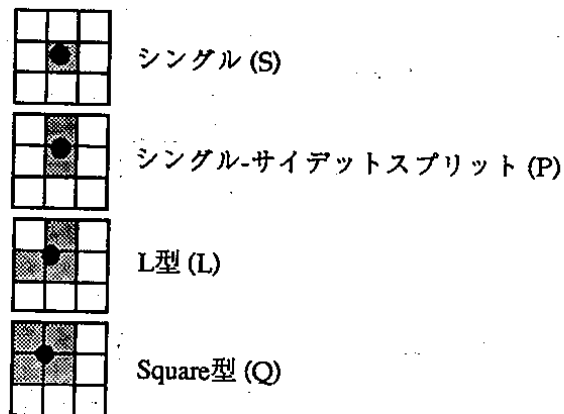 シングル (S)
シングル-サイデットスプリット (P)
L型 (L)
Square型 (Q)